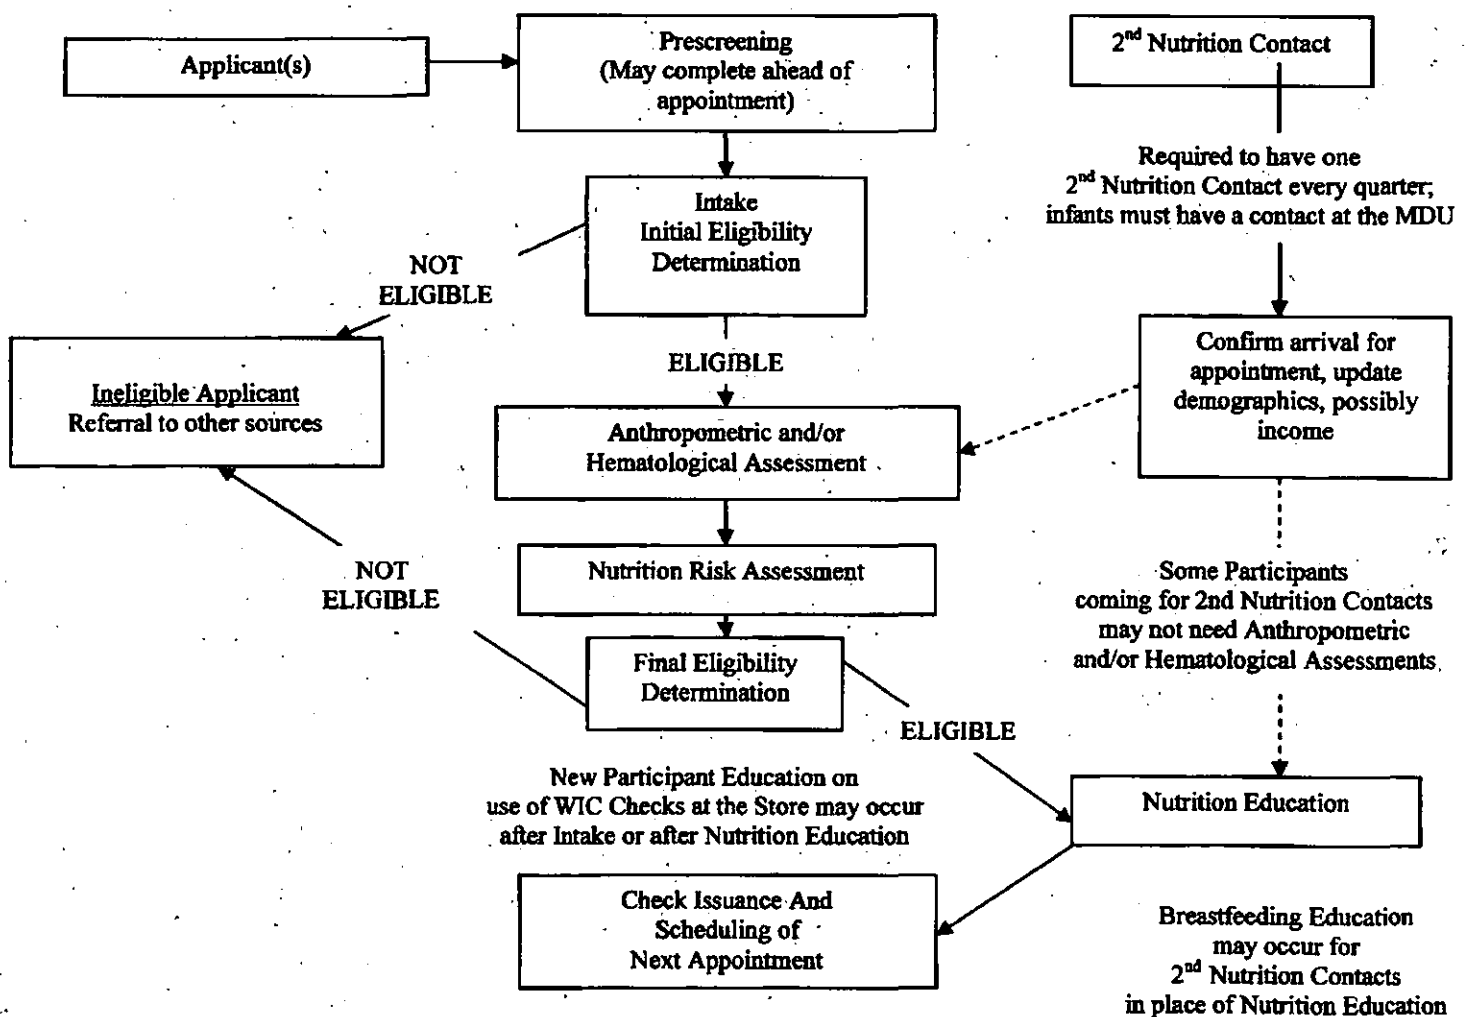 Applicant(s)
Prescreening
(May complete ahead of
appointment)
2nd Nutrition Contact
Required to have one
2nd Nutrition Contact every quarter;
infants must have a contact at the MDU
Intake
Initial Eligibility
Determination
NOT
ELIGIBLE
Ineligible Applicant
Referral to other sources
ELIGIBLE
Confirm arrival for
appointment, update
demographics, possibly
income
Anthropometric and/or
Hematological Assessment
Nutrition Risk Assessment
NOT
ELIGIBLE
Some Participants
coming for 2nd Nutrition Contacts
may not need Anthropometric
and/or Hematological Assessments.
Final Eligibility
Determination
ELIGIBLE
New Participant Education on
use of WIC Checks at the Store may occur
after Intake or after Nutrition Education
Nutrition Education
Check Issuance And
Scheduling of
Next Appointment
Breastfeeding Education
may occur for
2nd Nutrition Contacts
in place of Nutrition Education